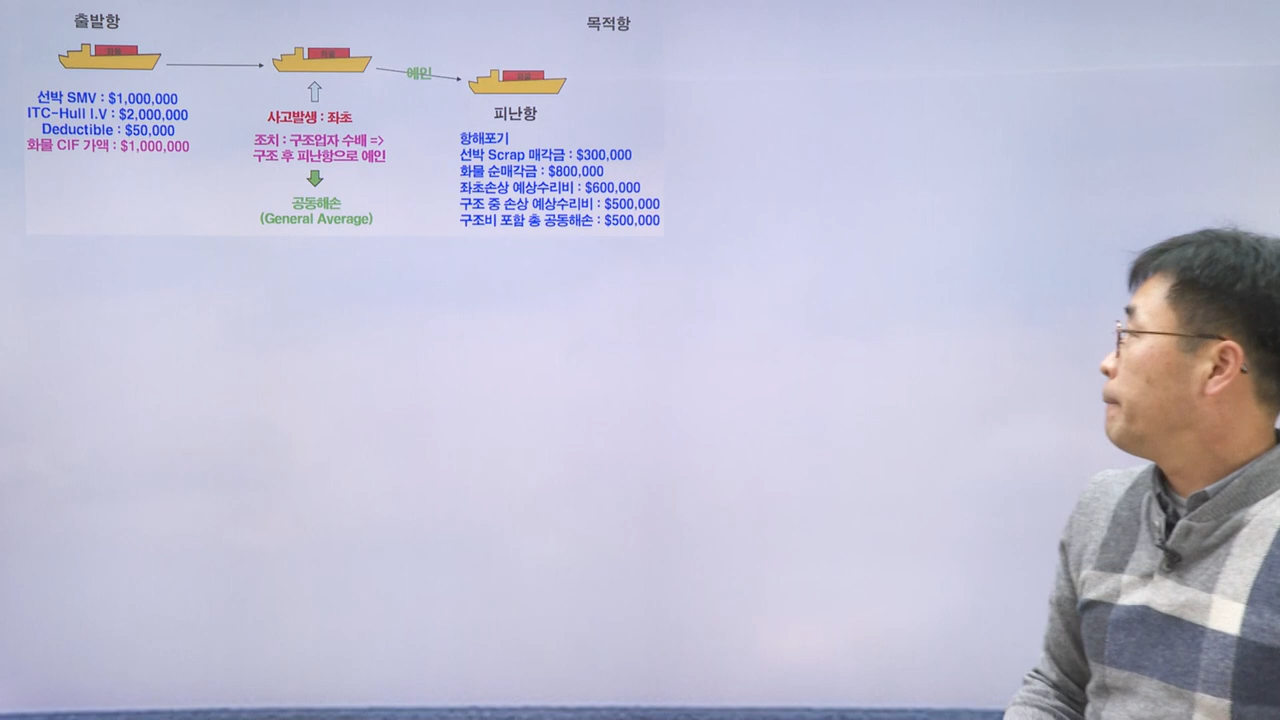 출발항
목적항
화물
화물
예인
화물
선박 SMV : $1,000,000
ITC-Hull I.V : $2,000,000
Deductible : $50,000
화물 CIF 가액 : $1,000,000
사고발생 : 좌초
조치 : 구조업자 수배 =>
구조 후 피난항으로 예인
공동해손
(General Average)
피난항
항해포기
선박 Scrap 매각금 : $300,000
화물 순매각금 : $800,000
좌초손상 예상수리비 : $600,000
구조 중 손상 예상수리비 : $500,000
구조비 포함 총 공동해손 : $500,000